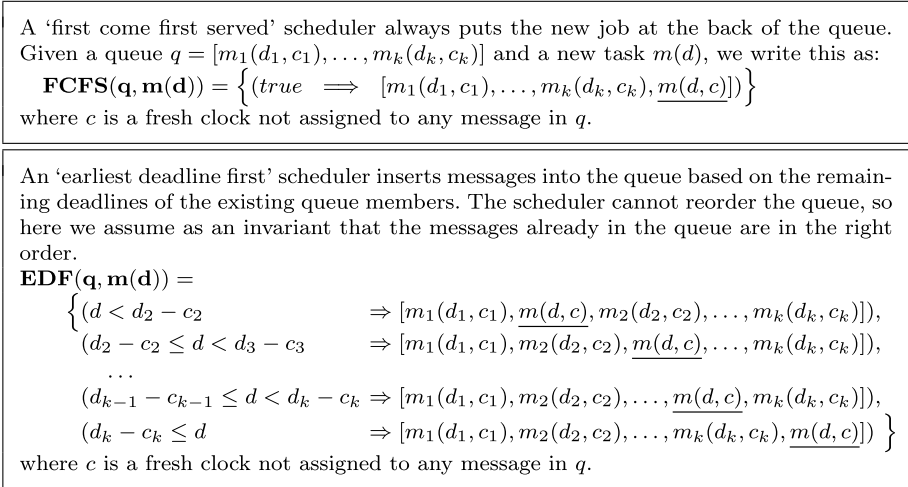 A ‘first come first served’ scheduler always puts the new job at the back of the queue.
Given a queue q = [m₁(d₁, c₁), . . . , mₖ(dₖ, cₖ)] and a new task m(d), we write this as:
FCFS(q, m(d)) = {(true ⟹ [m₁(d₁, c₁), . . . , mₖ(dₖ, cₖ), m(d, c)])}
where c is a fresh clock not assigned to any message in q.
An ‘earliest deadline first’ scheduler inserts messages into the queue based on the remain-
ing deadlines of the existing queue members. The scheduler cannot reorder the queue, so
here we assume as an invariant that the messages already in the queue are in the right
order.
EDF(q, m(d)) =
{(d < d₂ − c₂ ⇒ [m₁(d₁, c₁), m(d, c), m₂(d₂, c₂), . . . , mₖ(dₖ, cₖ)]),
(d₂ − c₂ ≤ d < d₃ − c₃ ⇒ [m₁(d₁, c₁), m₂(d₂, c₂), m(d, c), . . . , mₖ(dₖ, cₖ)]),
. . .
(dₖ₋₁ − cₖ₋₁ ≤ d < dₖ − cₖ ⇒ [m₁(d₁, c₁), m₂(d₂, c₂), . . . , m(d, c), mₖ(dₖ, cₖ)]),
(dₖ − cₖ ≤ d ⇒ [m₁(d₁, c₁), m₂(d₂, c₂), . . . , mₖ(dₖ, cₖ), m(d, c)]) }
where c is a fresh clock not assigned to any message in q.